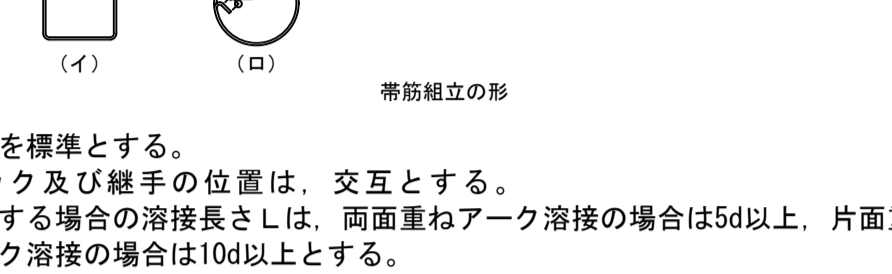 （イ）
（ロ）
帯筋組立の形
を標準とする。
ク及び継手の位置は，交互とする。
する場合の溶接長さＬは，両面重ねアーク溶接の場合は5d以上，片面
ク溶接の場合は10d以上とする。